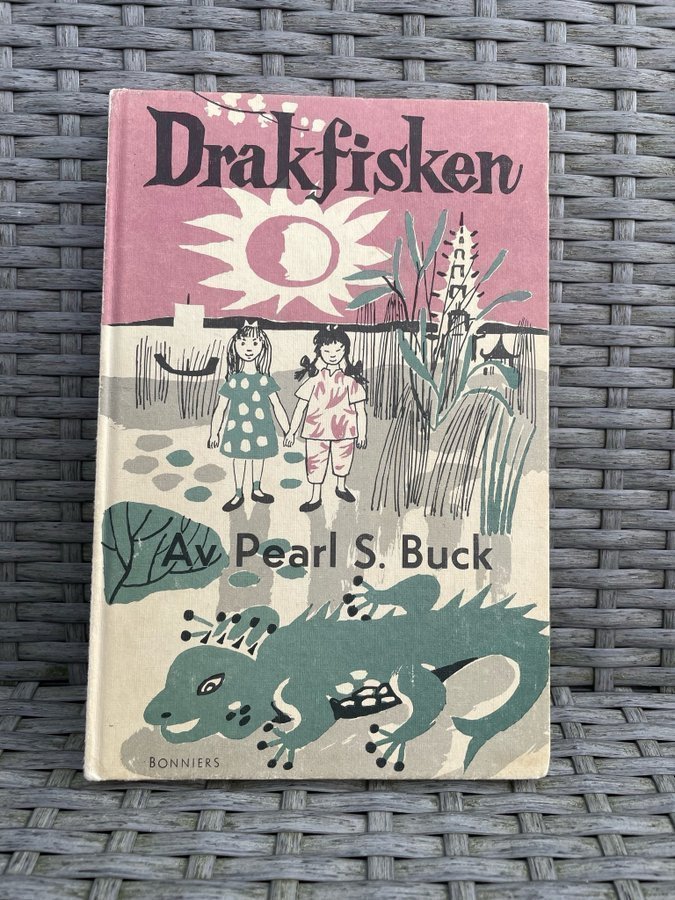 Drakfisken
Av Pearl S. Buck
BONNIERS